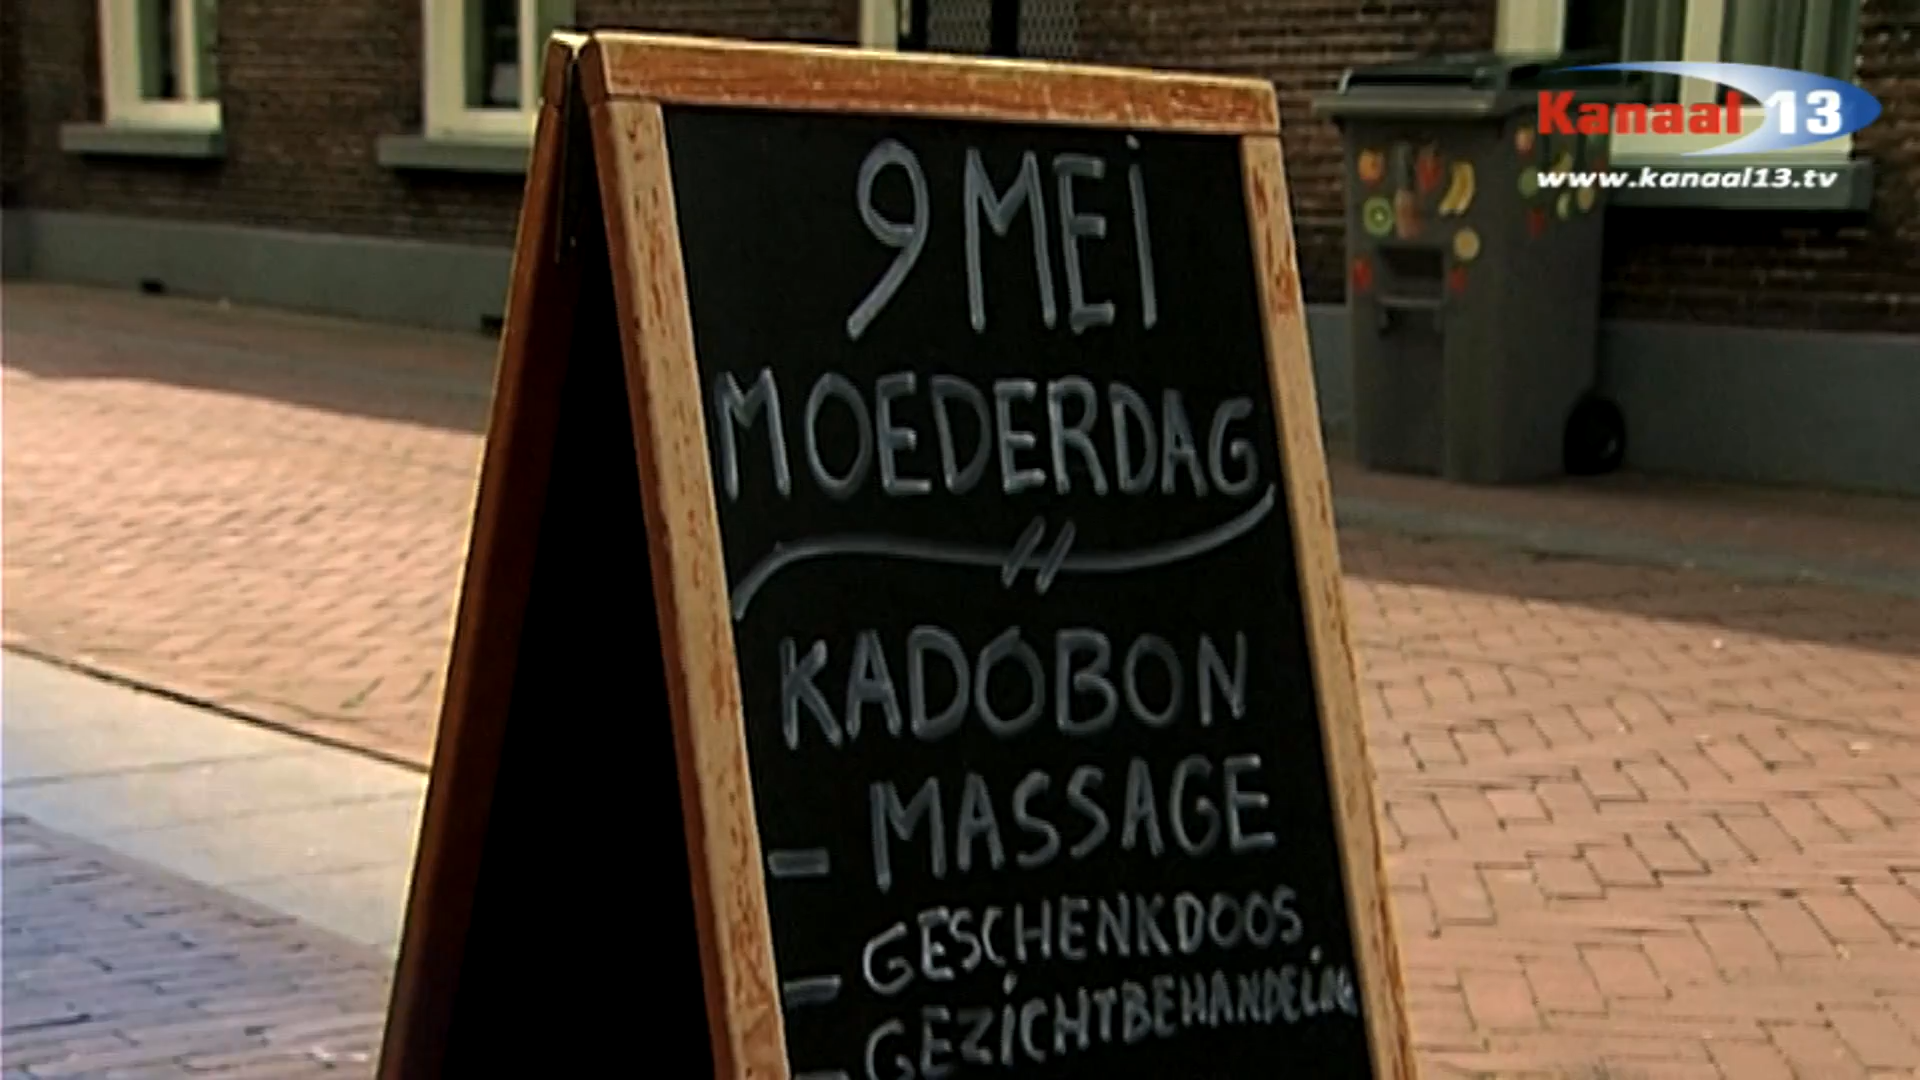 Kanaal 13
www.kanaal13.tv
9 MEi
MOEDERDAG
KADOBON
- MASSAGE
- GESCHENKDOOS
- GEZiCHTBEHANDELiNG